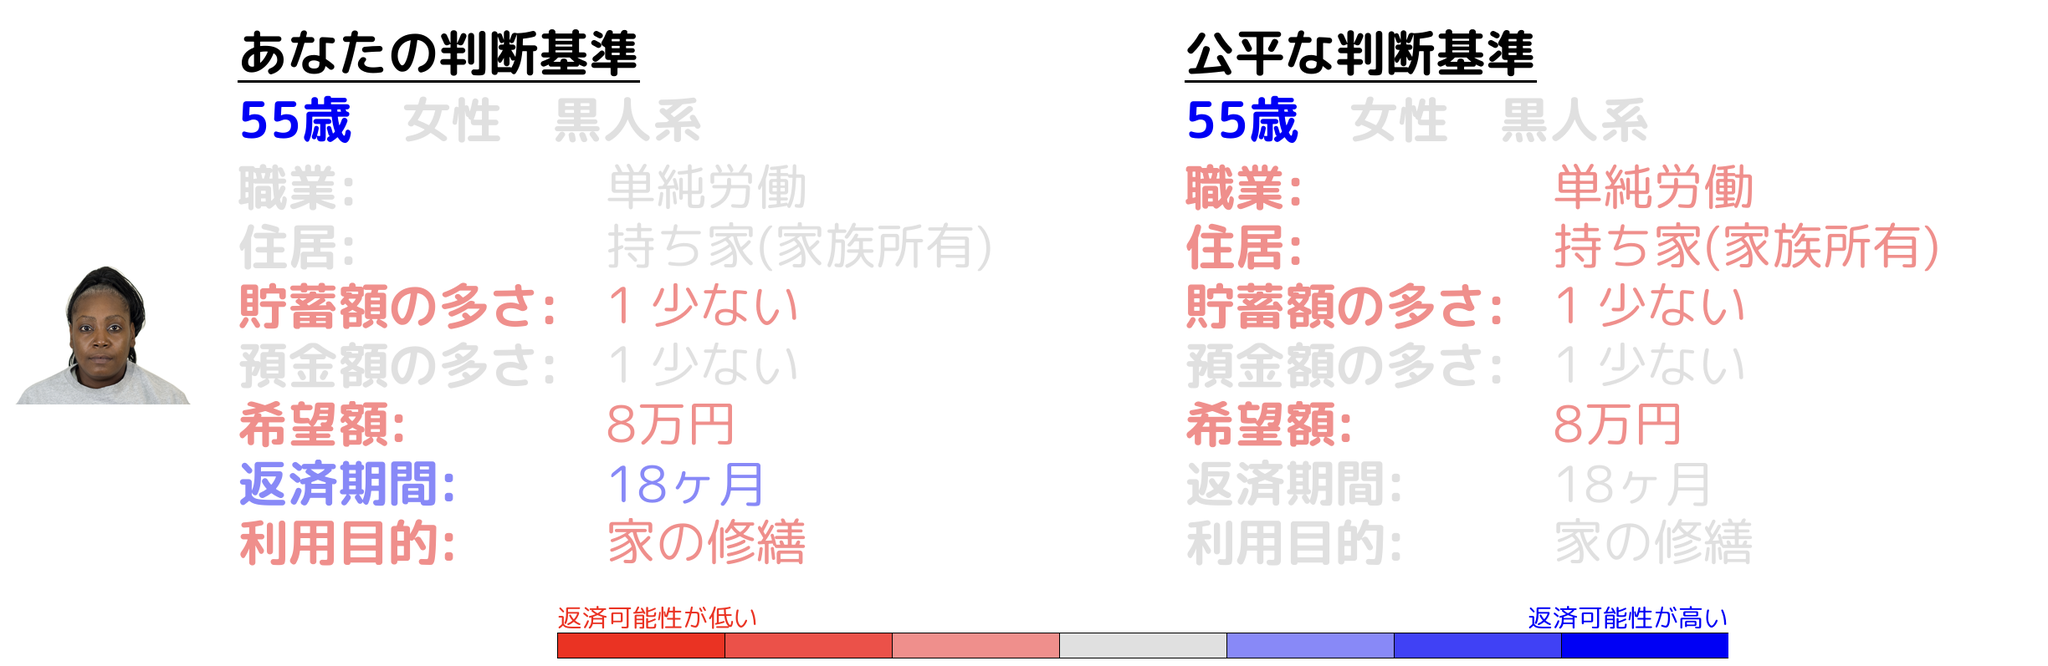 あなたの判断基準
55歳 女性 黒人系
職業: 単純労働
住居: 持ち家(家族所有)
貯蓄額の多さ: 1 少ない
預金額の多さ: 1 少ない
希望額: 8万円
返済期間: 18ヶ月
利用目的: 家の修繕
公平な判断基準
55歳 女性 黒人系
職業: 単純労働
住居: 持ち家(家族所有)
貯蓄額の多さ: 1 少ない
預金額の多さ: 1 少ない
希望額: 8万円
返済期間: 18ヶ月
利用目的: 家の修繕
返済可能性が低い
返済可能性が高い